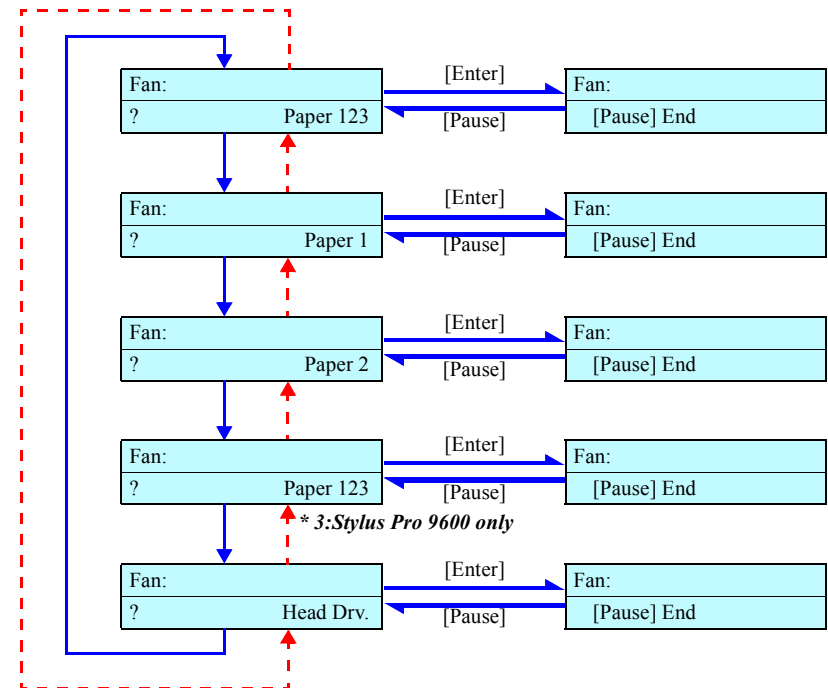 [Enter]
Fan:
Fan:
? Paper 123
[Pause] End
[Pause]
[Enter]
Fan:
Fan:
? Paper 1
[Pause] End
[Pause]
[Enter]
Fan:
Fan:
? Paper 2
[Pause] End
[Pause]
[Enter]
Fan:
Fan:
? Paper 123
[Pause] End
[Pause]
* 3:Stylus Pro 9600 only
[Enter]
Fan:
Fan:
? Head Drv.
[Pause] End
[Pause]